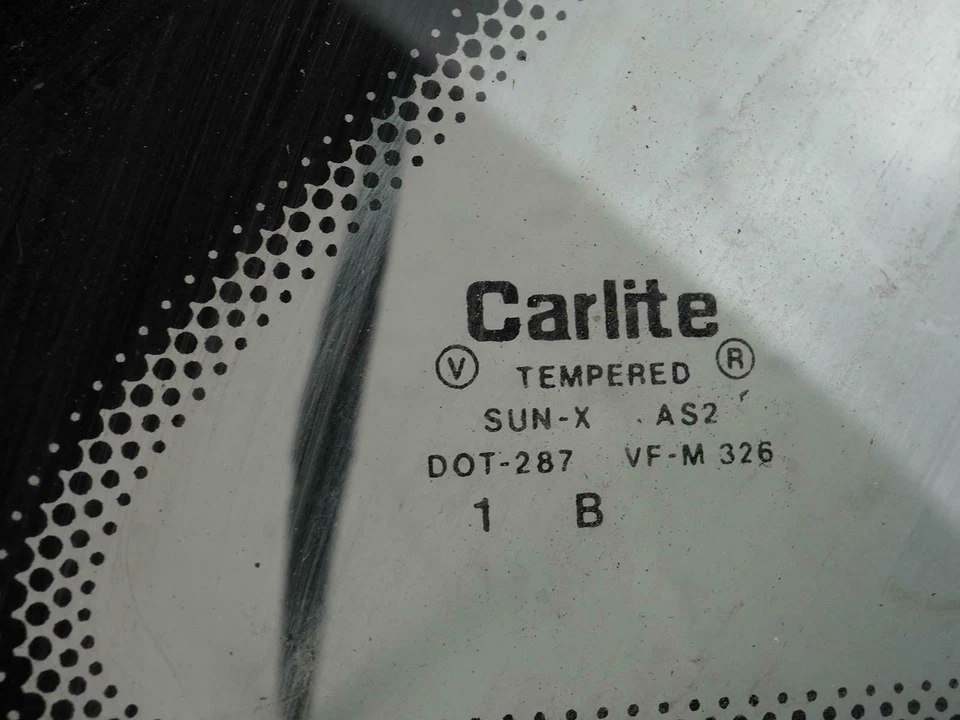 Carlite
Ⓥ TEMPERED Ⓡ
SUN-X AS2
DOT-287 VF-M 326
1 B